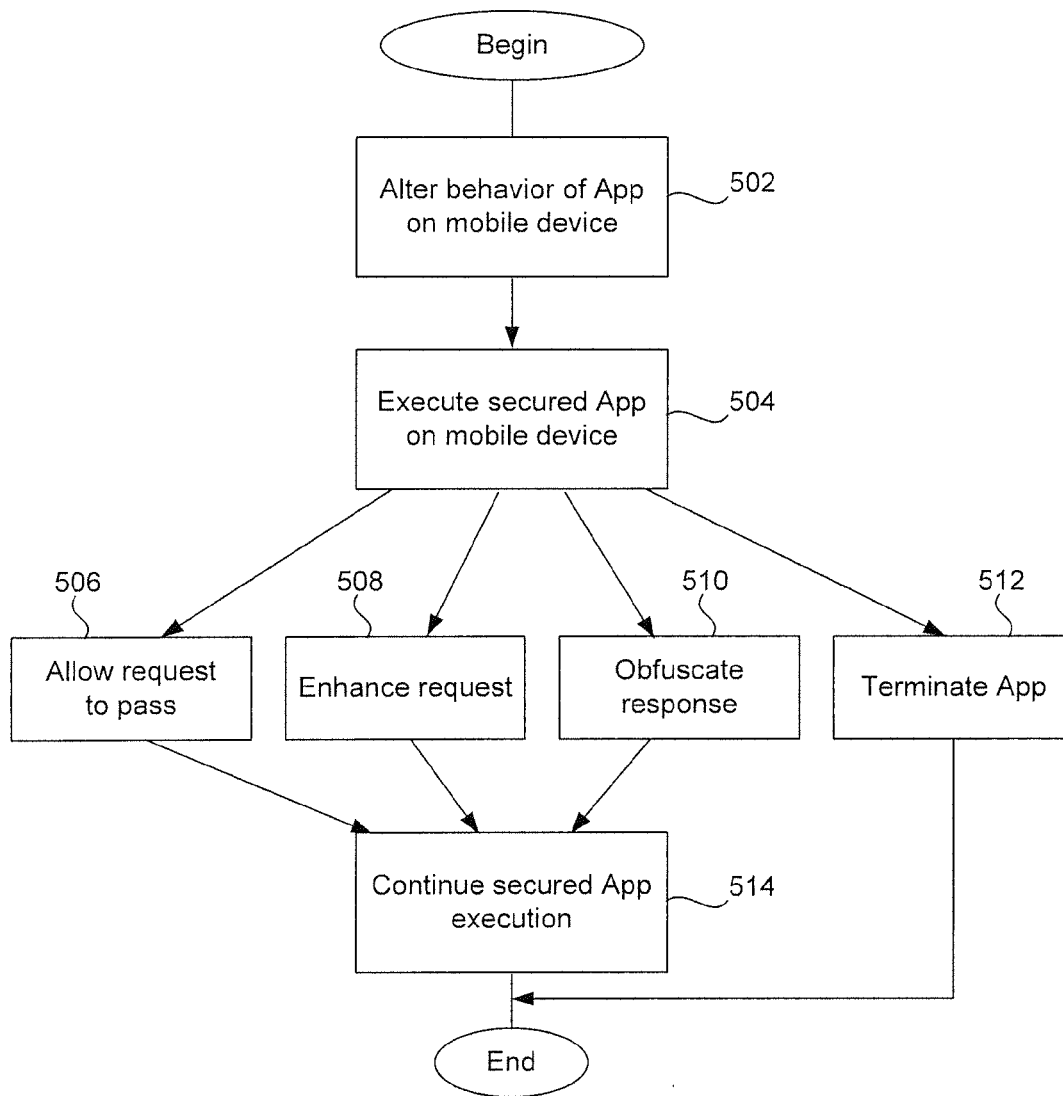 Begin
Alter behavior of App
on mobile device
502
Execute secured App
on mobile device
504
506
508
510
512
Allow request
to pass
Enhance request
Obfuscate
response
Terminate App
Continue secured App
execution
514
End